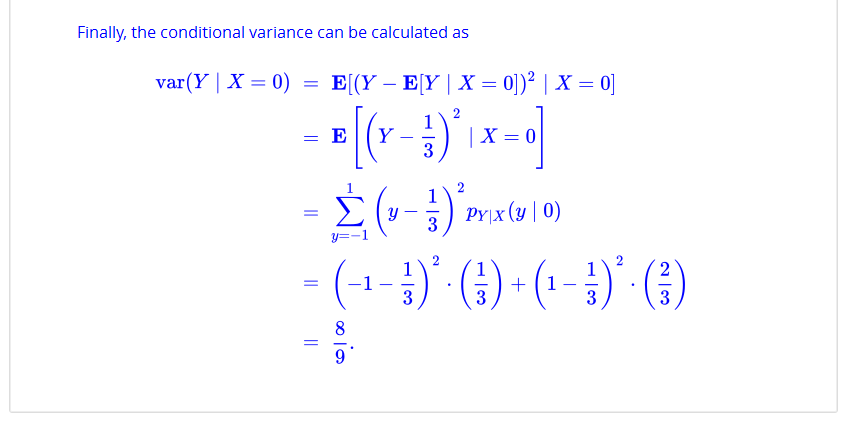 Finally, the conditional variance can be calculated as
var(Y | X = 0) = E[(Y − E[Y | X = 0])² | X = 0]
= E[(Y − 1/3)² | X = 0]
= ∑_{y=−1}^{1} (y − 1/3)² p_{Y|X}(y | 0)
= (−1 − 1/3)² · (1/3) + (1 − 1/3)² · (2/3)
= 8/9.